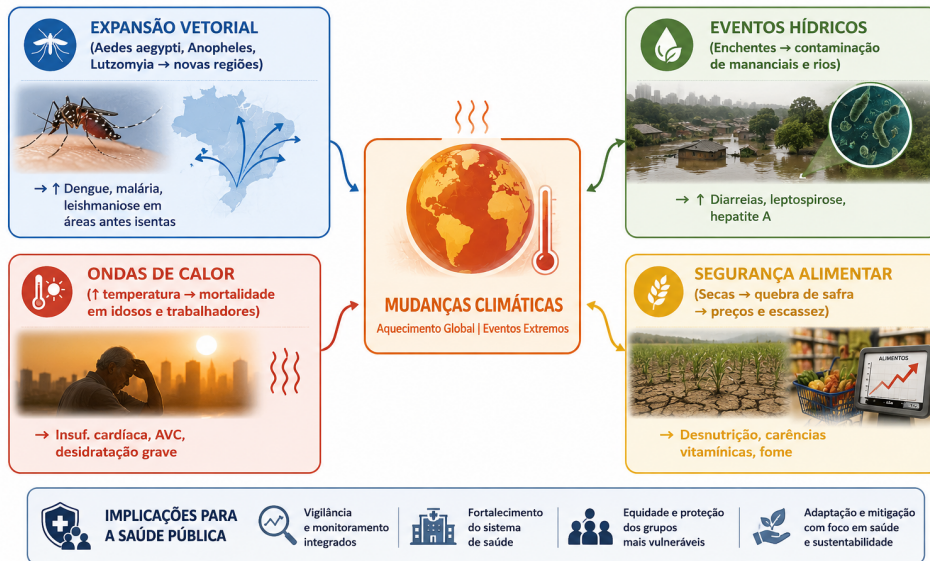 EXPANSÃO VETORIAL
(Aedes aegypti, Anopheles,
Lutzomyia → novas regiões)
→ ↑ Dengue, malária,
leishmaniose em
áreas antes isentas
EVENTOS HÍDRICOS
(Enchentes → contaminação
de mananciais e rios)
→ ↑ Diarreias, leptospirose,
hepatite A
MUDANÇAS CLIMÁTICAS
Aquecimento Global | Eventos Extremos
ONDAS DE CALOR
(↑ temperatura → mortalidade
em idosos e trabalhadores)
→ Insuf. cardíaca, AVC,
desidratação grave
SEGURANÇA ALIMENTAR
(Secas → quebra de safra
→ preços e escassez)
ALIMENTOS
→ Desnutrição, carências
vitamínicas, fome
IMPLICAÇÕES PARA
A SAÚDE PÚBLICA
Vigilância
e monitoramento
integrados
Fortalecimento
do sistema
de saúde
Equidade e proteção
dos grupos
mais vulneráveis
Adaptação e mitigação
com foco em saúde
e sustentabilidade